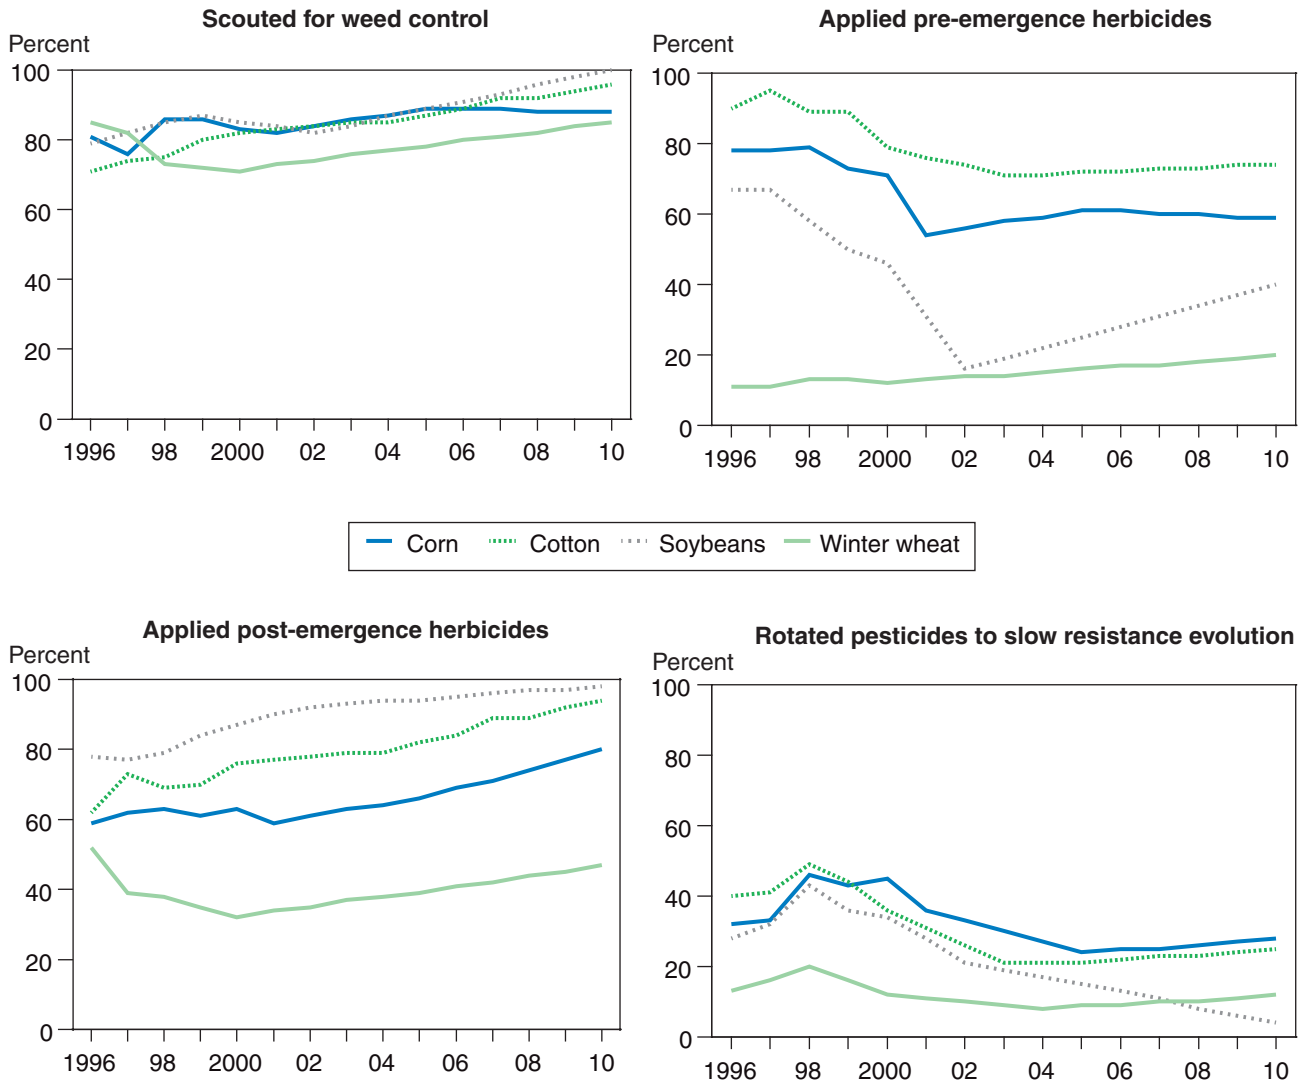 Scouted for weed control
Percent
100
80
60
40
20
0
1996 98 2000 02 04 06 08 10
Applied pre-emergence herbicides
Percent
100
80
60
40
20
0
1996 98 2000 02 04 06 08 10
Corn Cotton Soybeans Winter wheat
Applied post-emergence herbicides
Percent
100
80
60
40
20
0
1996 98 2000 02 04 06 08 10
Rotated pesticides to slow resistance evolution
Percent
100
80
60
40
20
0
1996 98 2000 02 04 06 08 10